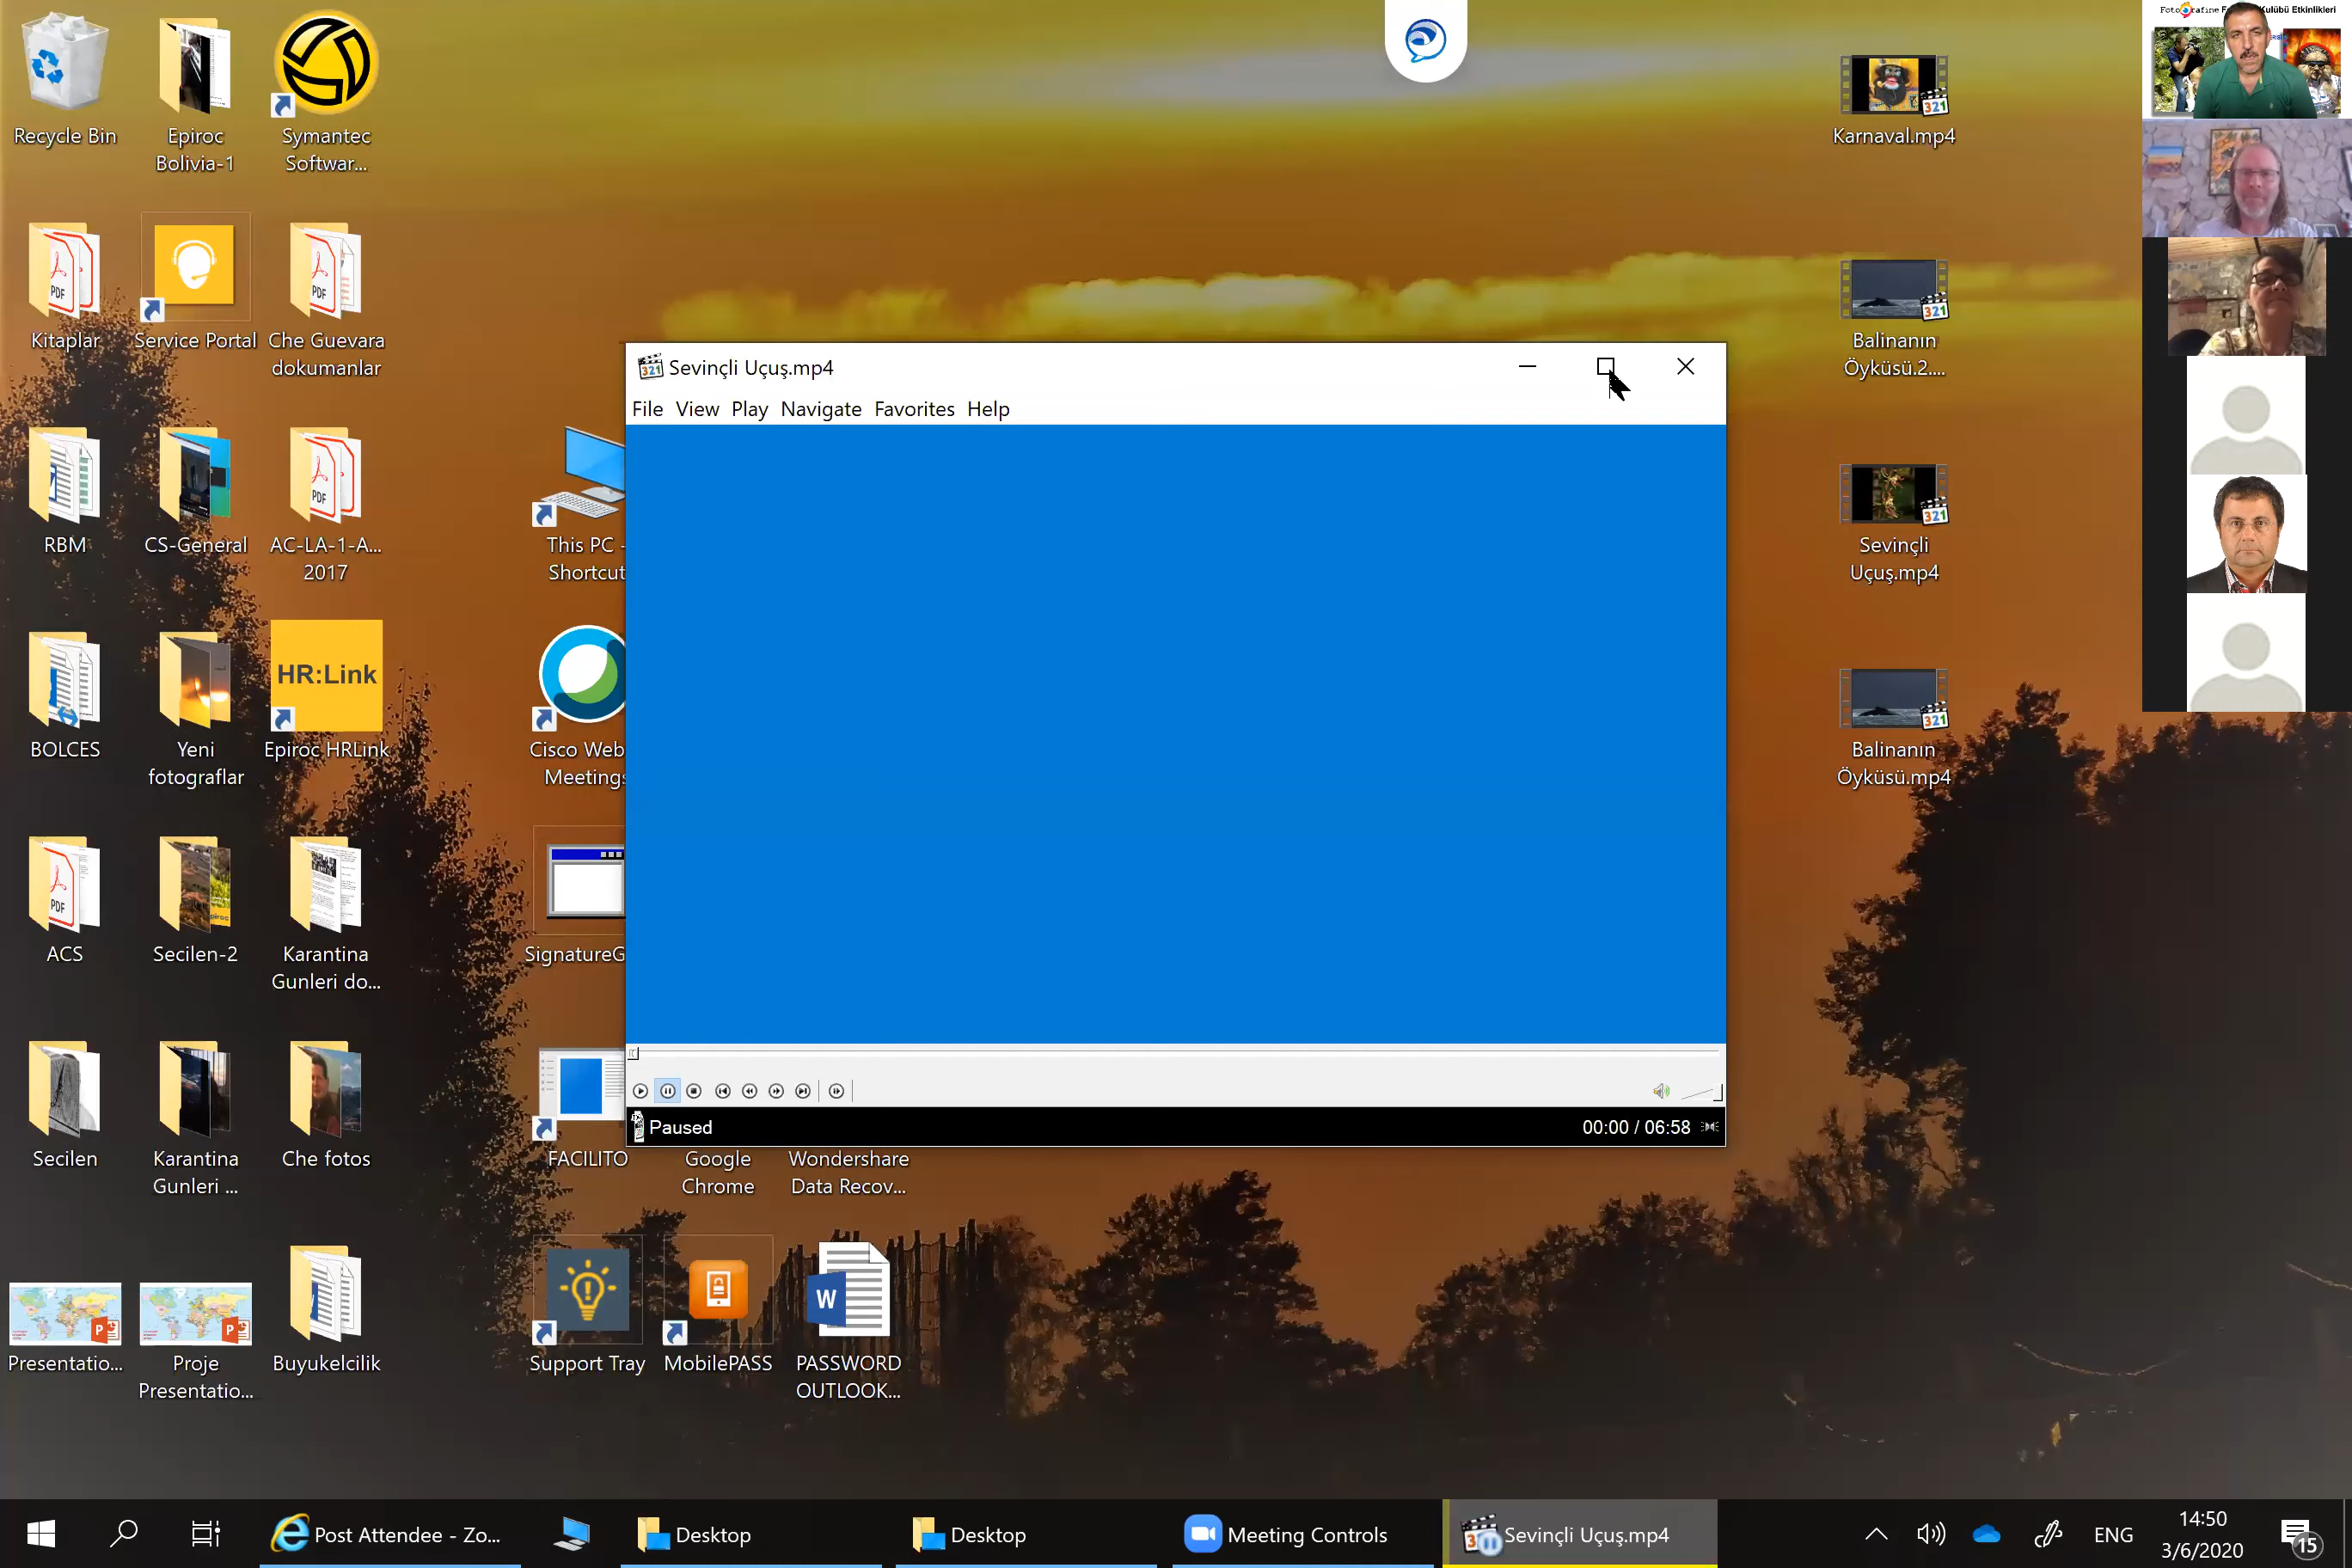 Recycle Bin
Epiroc
Bolivia-1
Symantec
Softwar...
Kitaplar
Service Portal
Che Guevara
dokumanlar
RBM
CS-General
AC-LA-1-A...
2017
BOLCES
Yeni
fotograflar
HR:Link
Epiroc HRLink
ACS
Secilen-2
Karantina
Gunleri do...
Secilen
Karantina
Gunleri ...
Che fotos
Presentatio...
Proje
Presentatio...
Buyukelcilik
This PC -
Shortcut
Cisco Web
Meetings
SignatureG
FACILITO
Google
Chrome
Wondershare
Data Recov...
Support Tray
MobilePASS
PASSWORD
OUTLOOK...
Sevinçli Uçuş.mp4
File View Play Navigate Favorites Help
Paused
00:00 / 06:58
Karnaval.mp4
Balinanın
Öyküsü.2....
Sevinçli
Uçuş.mp4
Balinanın
Öyküsü.mp4
Kulübü Etkinlikleri
Post Attendee - Zo...
Desktop
Desktop
Meeting Controls
Sevinçli Uçuş.mp4
ENG
14:50
3/6/2020
15